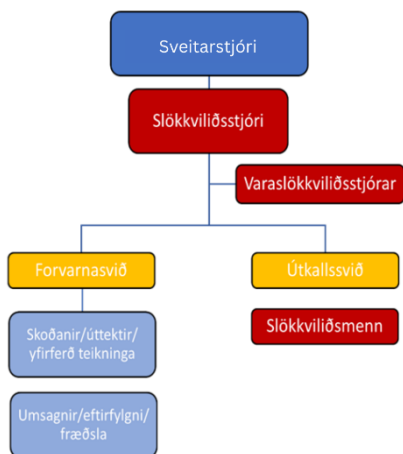 Sveitarstjóri
Slökkviliðsstjóri
Varaslökkviliðsstjórar
Forvarnasvið
Útkallssvið
Skoðanir/úttektir/
yfirferð teikninga
Slökkviliðsmenn
Umsagnir/eftirfylgni/
fræðsla